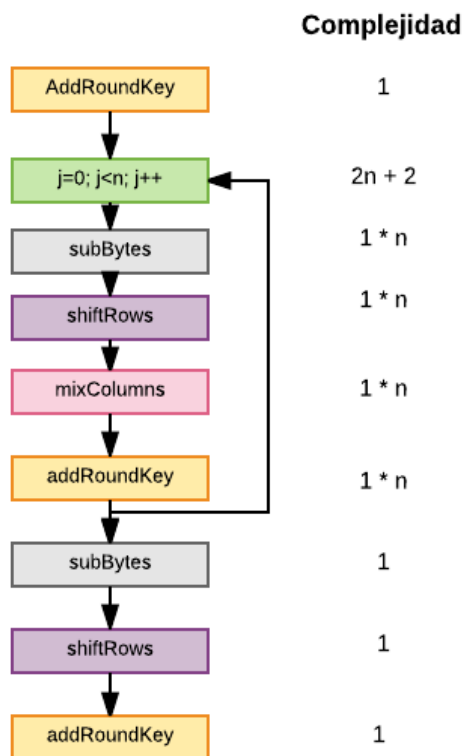 Complejidad
AddRoundKey 1
j=0; j<n; j++ 2n + 2
subBytes 1 * n
shiftRows 1 * n
mixColumns 1 * n
addRoundKey 1 * n
subBytes 1
shiftRows 1
addRoundKey 1